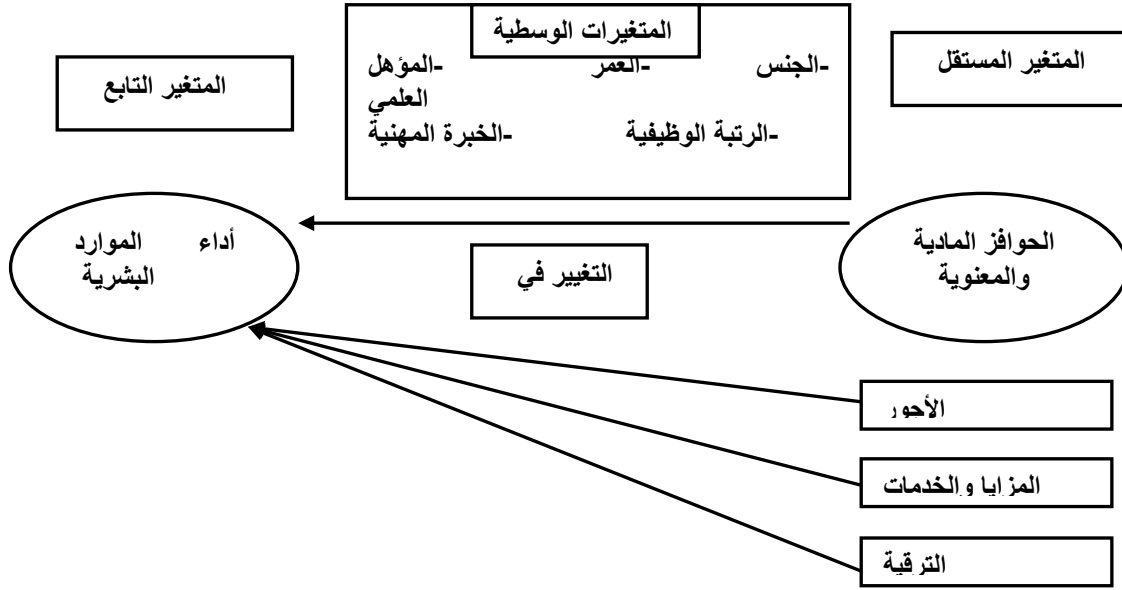 المتغيرات الوسطية
المتغير المستقل
المتغير التابع
-الجنس -العمر -المؤهل
العلمي
-الرتبة الوظيفية -الخبرة المهنية
الحوافز المادية
والمعنوية
التغيير في
أداء الموارد
البشرية
الأجور
المزايا والخدمات
الترقية